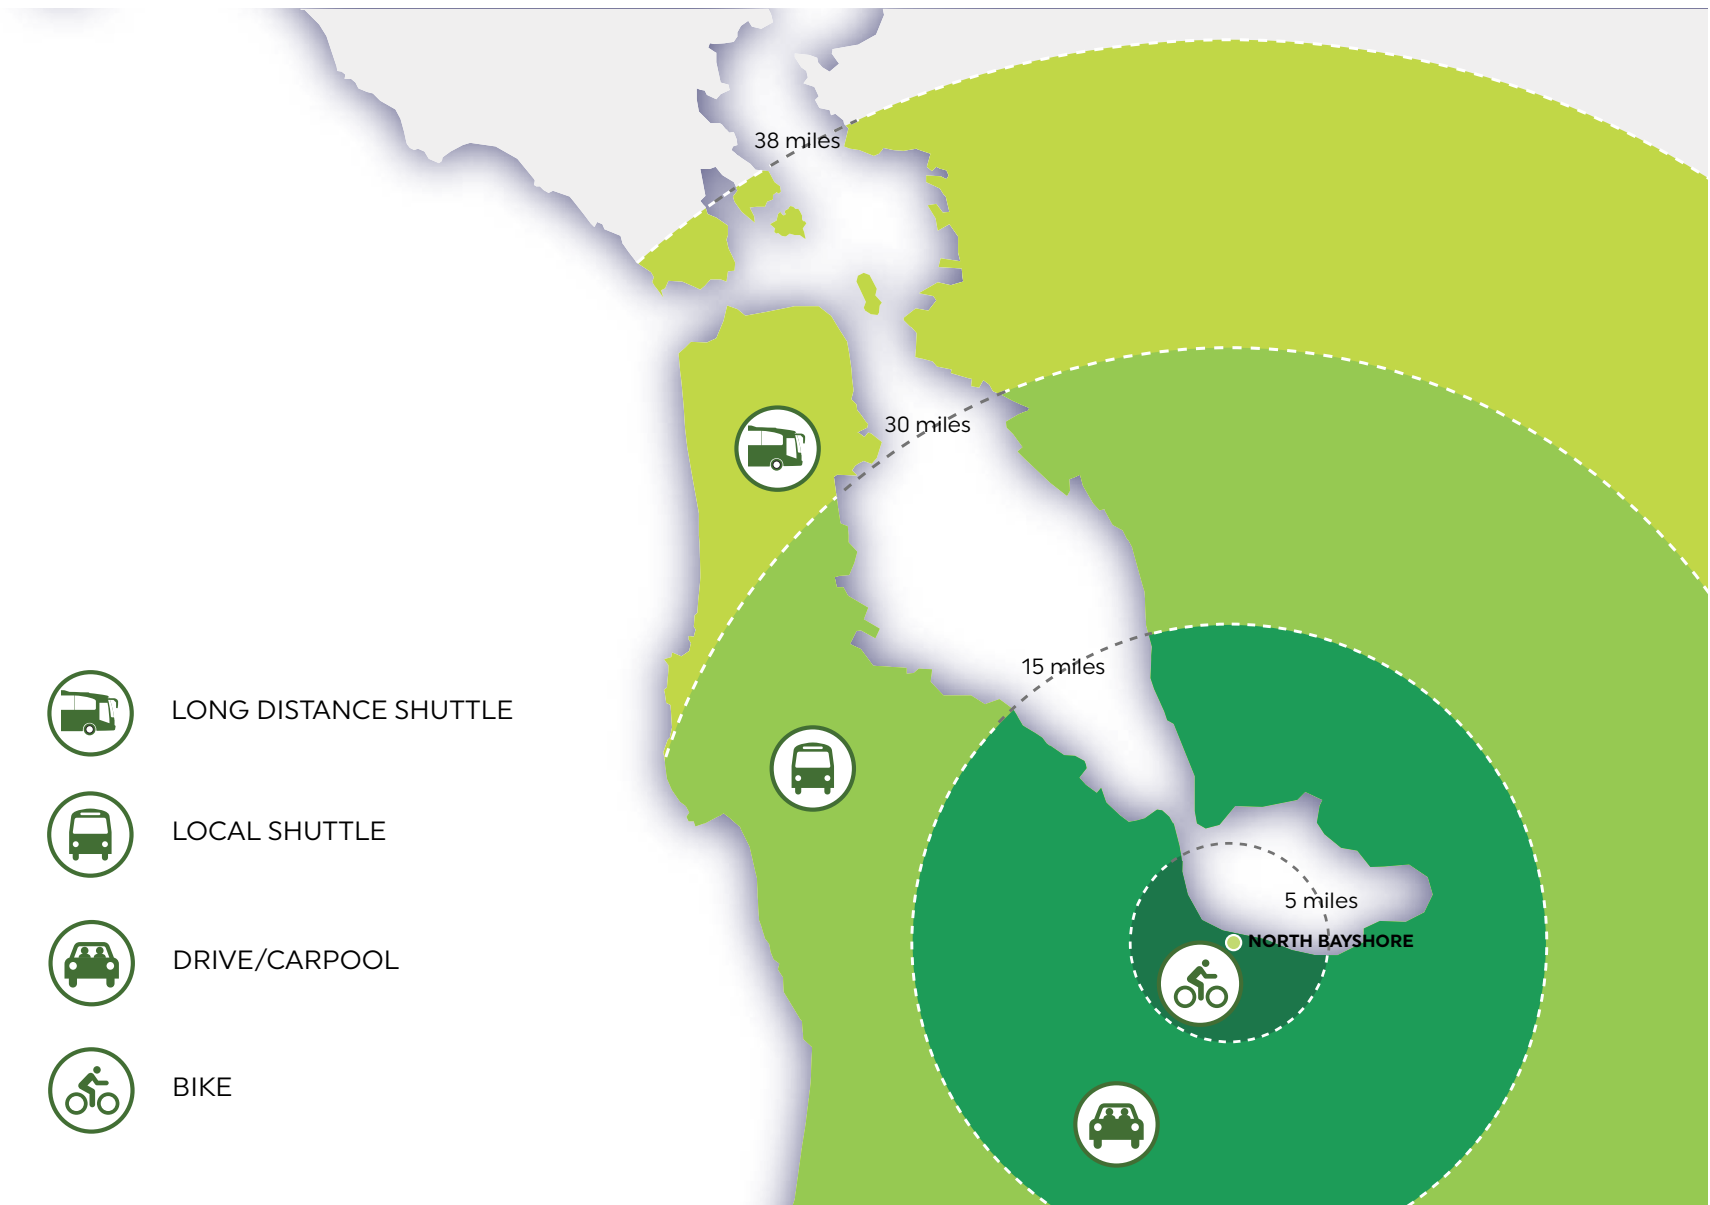 38 miles
30 miles
15 miles
5 miles
NORTH BAYSHORE
LONG DISTANCE SHUTTLE
LOCAL SHUTTLE
DRIVE/CARPOOL
BIKE